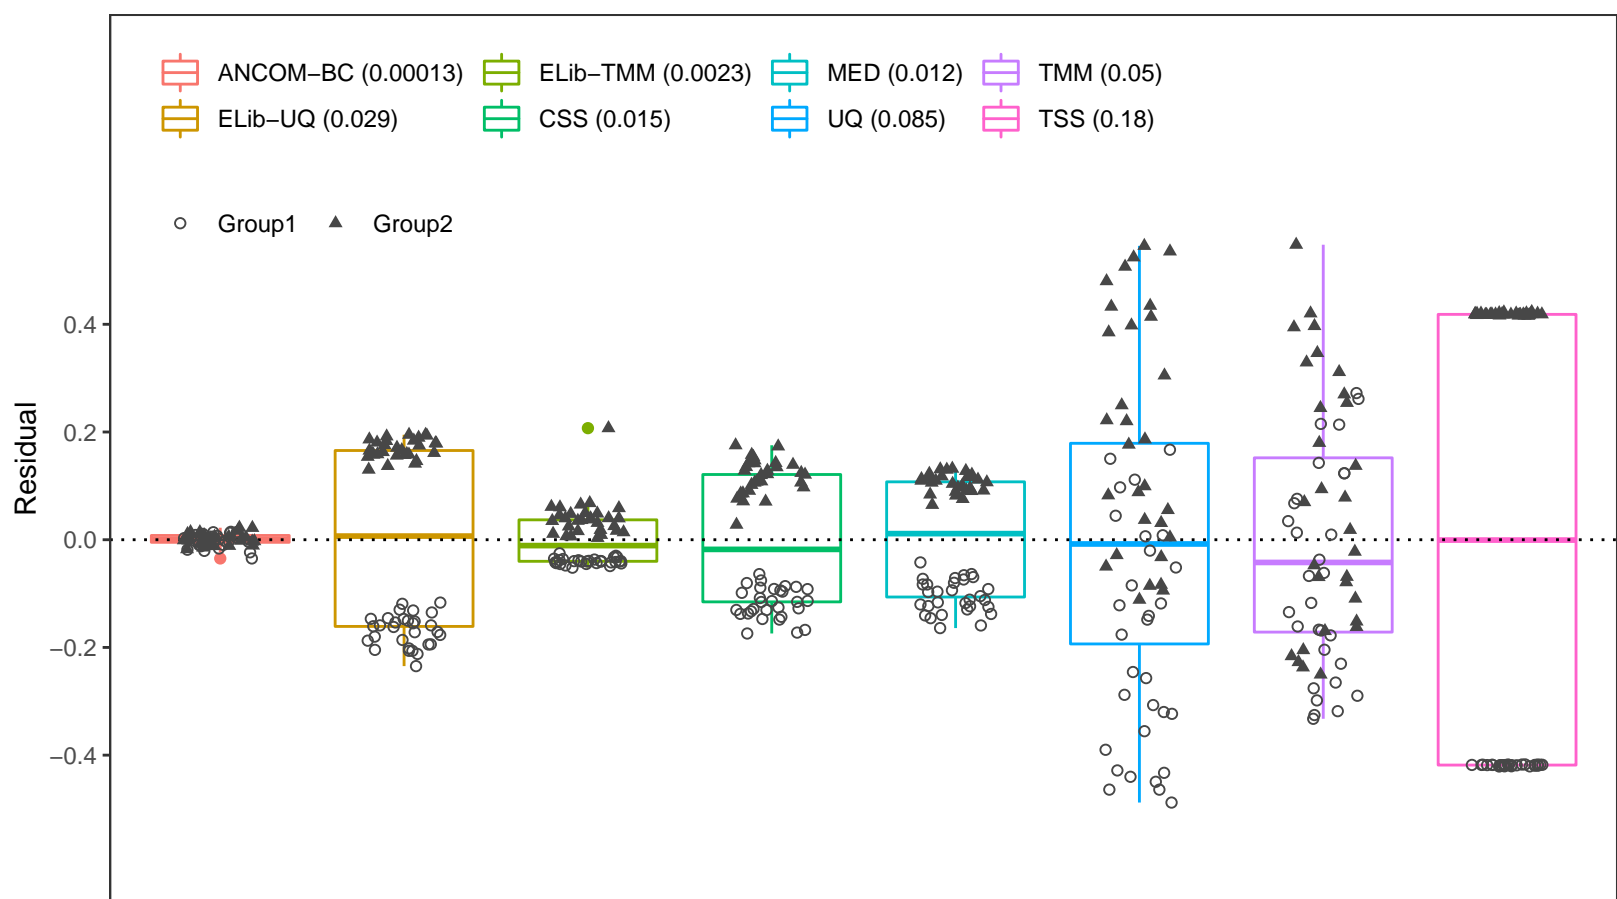 ANCOM−BC (0.00013) ELib−TMM (0.0023) MED (0.012) TMM (0.05)
ELib−UQ (0.029) CSS (0.015) UQ (0.085) TSS (0.18)
Group1 Group2
0.4
0.2
0.0
−0.2
−0.4
Residual